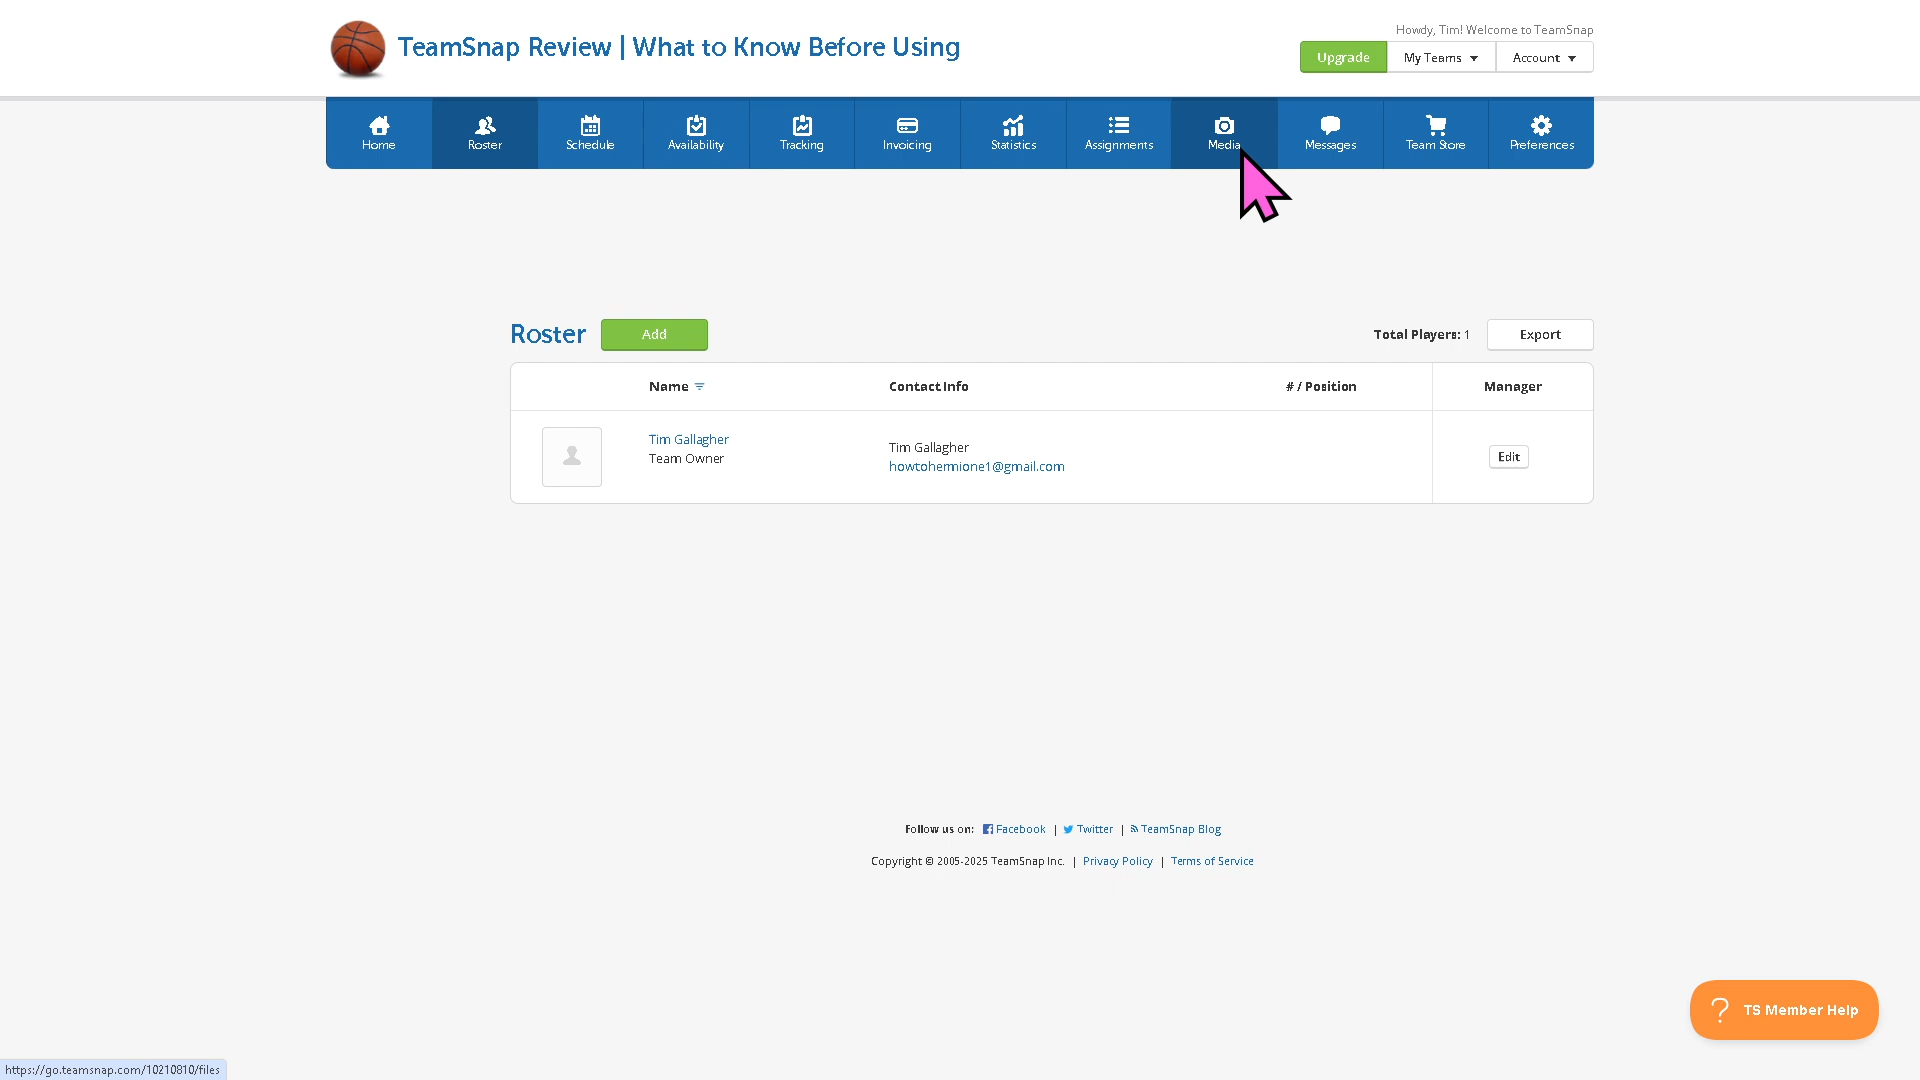 TeamSnap Review | What to Know Before Using
Howdy, Tim! Welcome to TeamSnap
Upgrade
My Teams
Account
Home
Roster
Schedule
Availability
Tracking
Invoicing
Statistics
Assignments
Media
Messages
Team Store
Preferences
Roster
Add
Total Players: 1
Export
Name
Contact Info
# / Position
Manager
Tim Gallagher
Team Owner
Tim Gallagher
howtohermione1@gmail.com
Edit
Follow us on: Facebook | Twitter | TeamSnap Blog
Copyright © 2005-2025 TeamSnap Inc. | Privacy Policy | Terms of Service
? TS Member Help
https://go.teamsnap.com/10210810/files